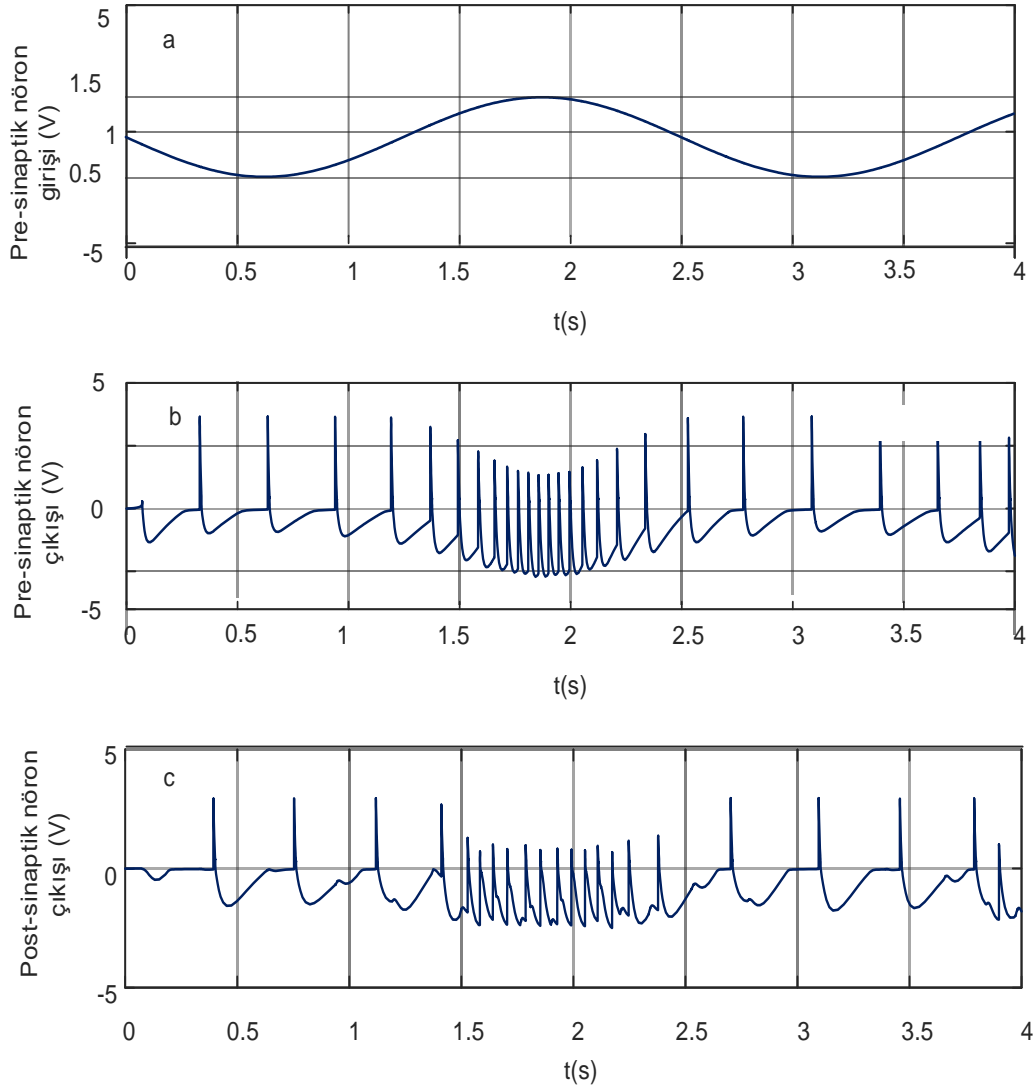 5
a
1.5
1
0.5
-5
Pre-sinaptik nöron
girişi (V)
0 0.5 1 1.5 2 2.5 3 3.5 4
t(s)
5
b
0
-5
Pre-sinaptik nöron
çıkışı (V)
0 0.5 1 1.5 2 2.5 3 3.5 4
t(s)
5
c
0
-5
Post-sinaptik nöron
çıkışı (V)
0 0.5 1 1.5 2 2.5 3 3.5 4
t(s)